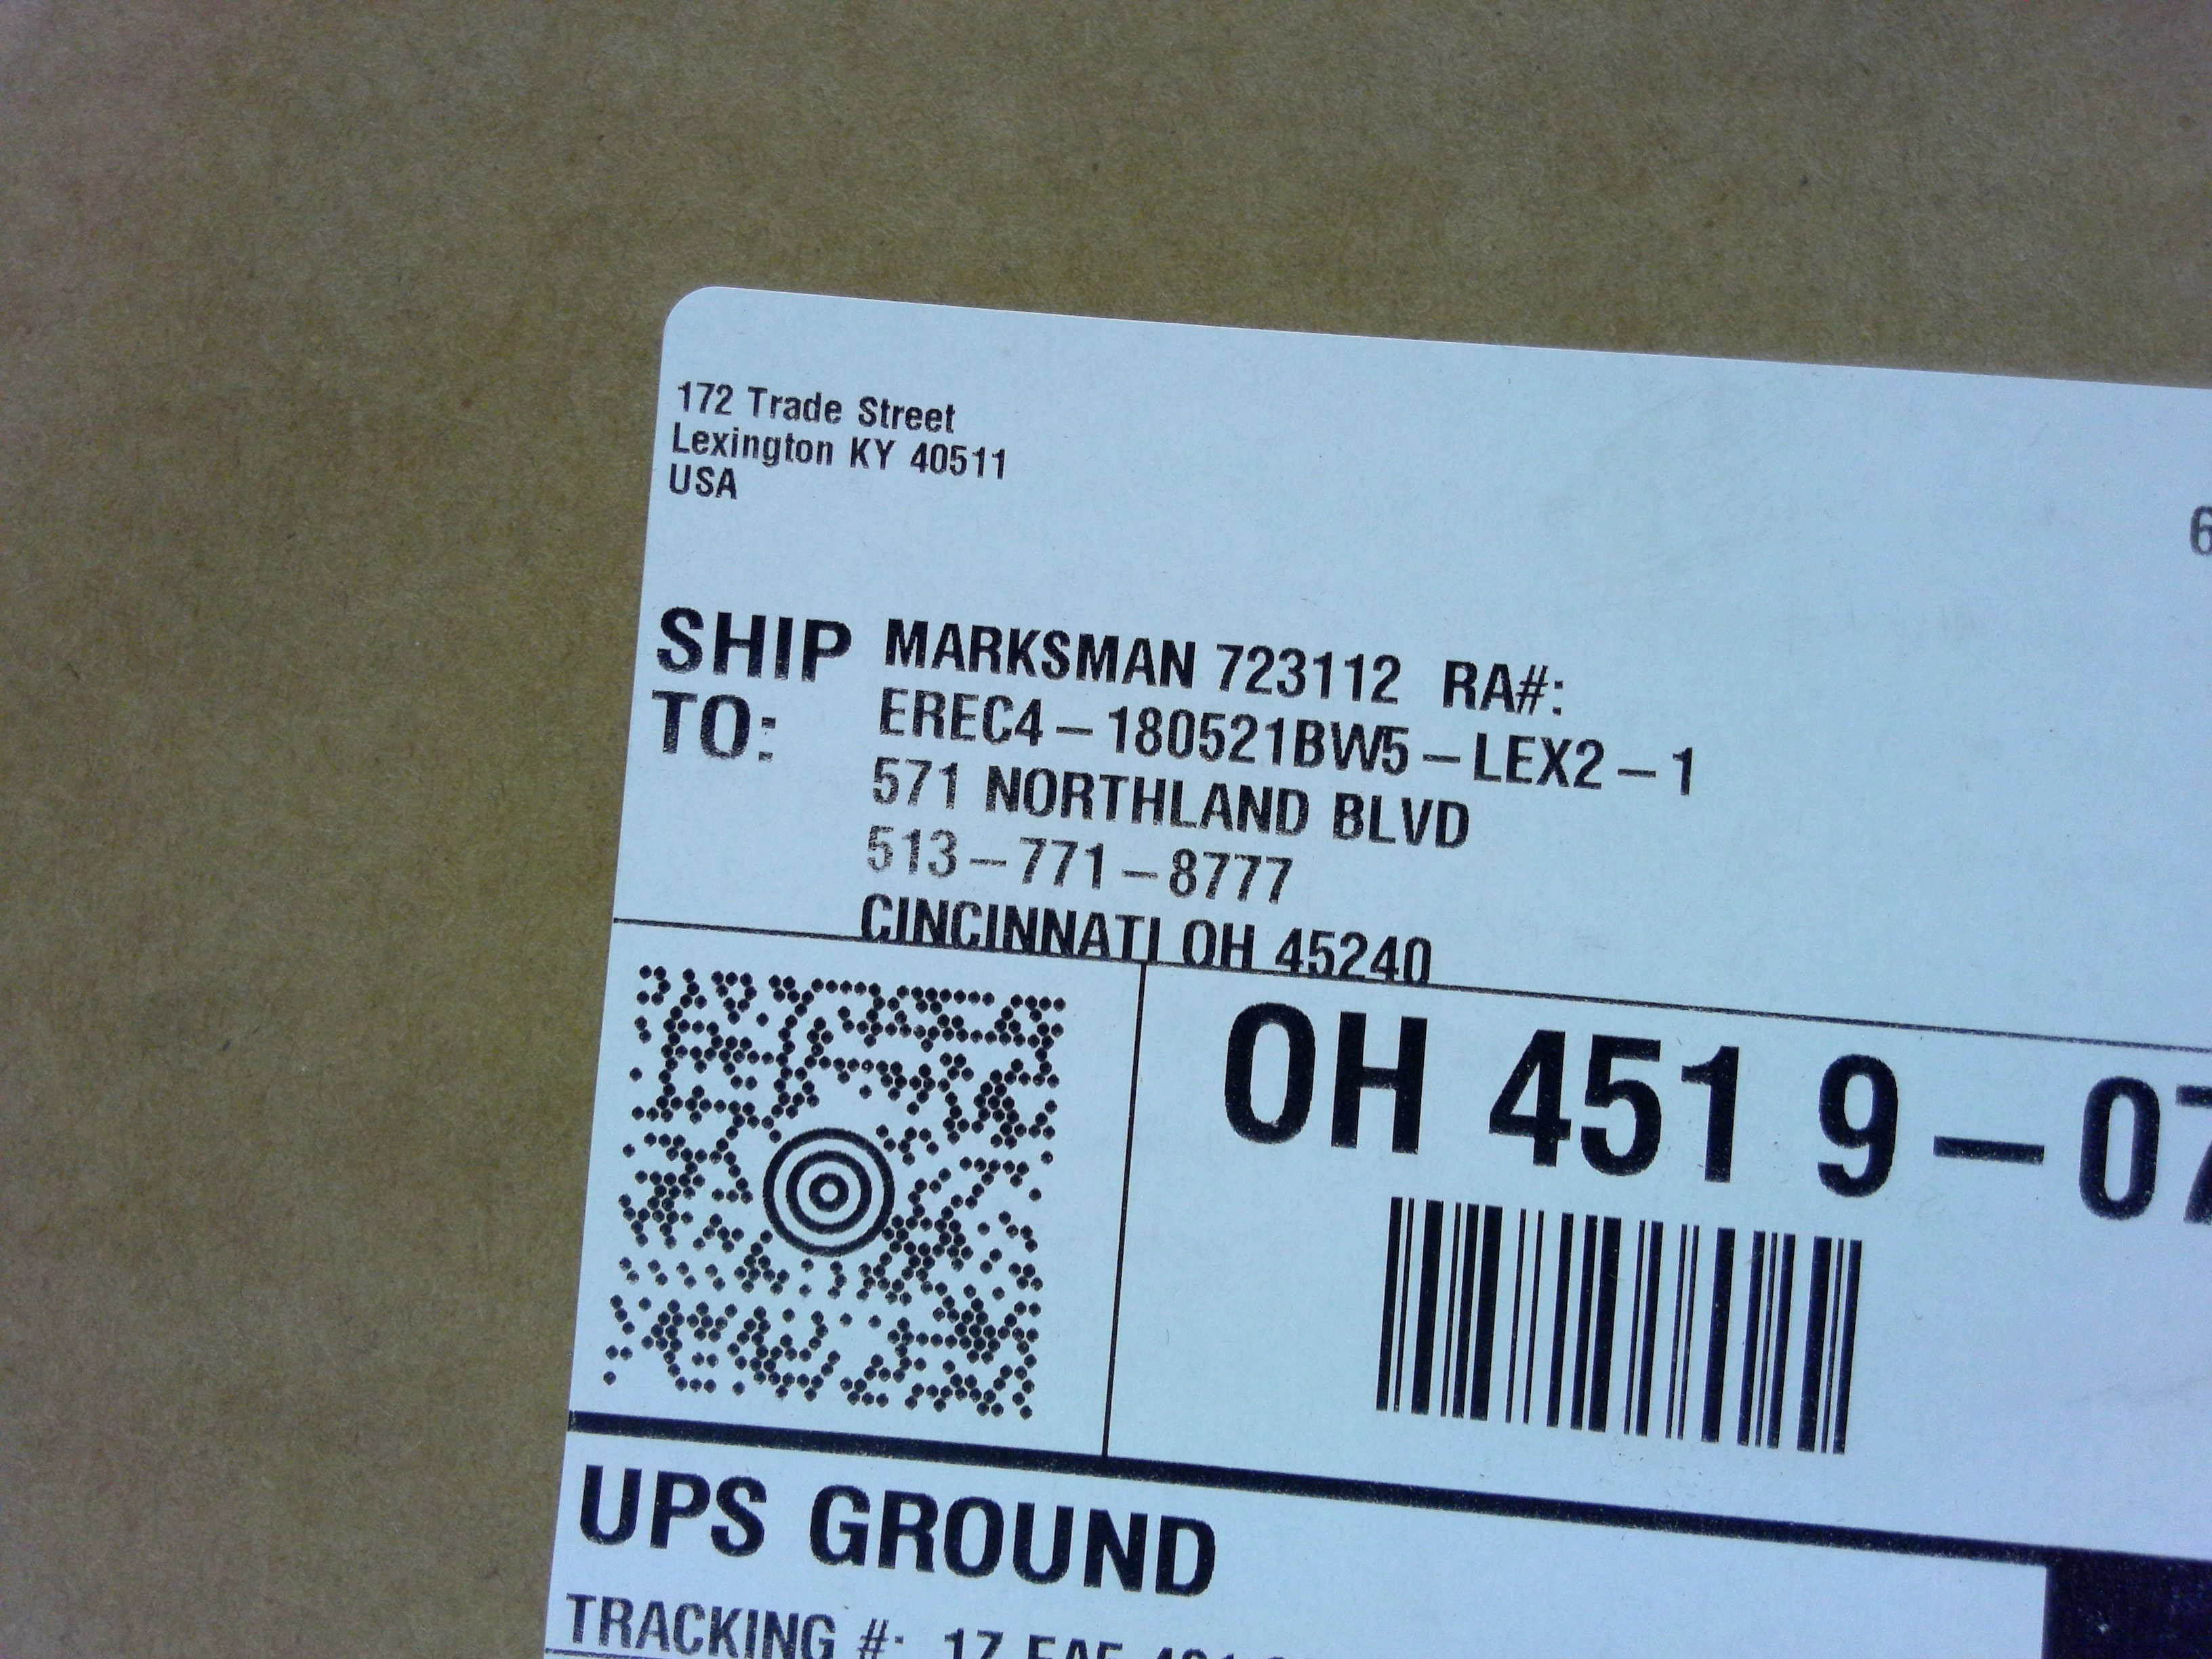 172 Trade Street
Lexington KY 40511
USA
SHIP TO:
MARKSMAN 723112 RA#:
EREC4-180521BW5-LEX2-1
571 NORTHLAND BLVD
513-771-8777
CINCINNATI OH 45240
OH 451 9-07
UPS GROUND
TRACKING #: